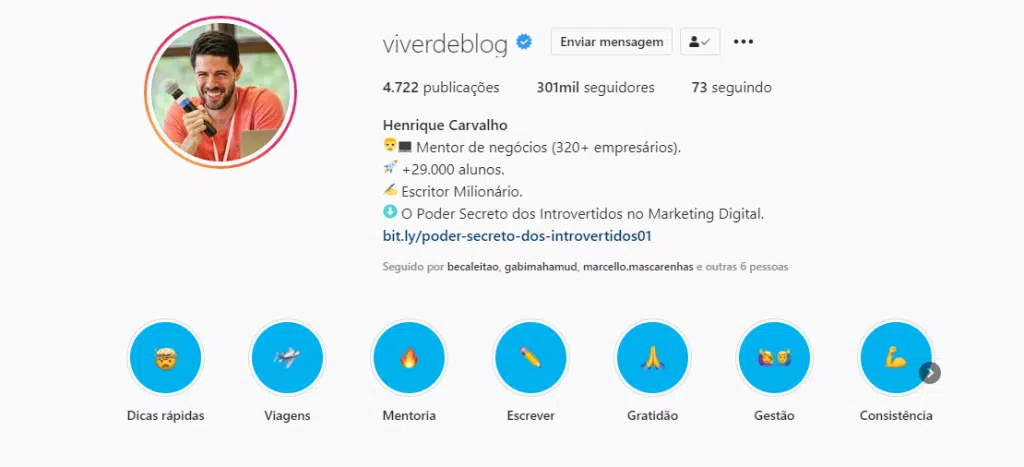 viverdeblog Enviar mensagem
4.722 publicações 301mil seguidores 73 seguindo
Henrique Carvalho
Mentor de negócios (320+ empresários).
+29.000 alunos.
Escritor Milionário.
O Poder Secreto dos Introvertidos no Marketing Digital.
bit.ly/poder-secreto-dos-introvertidos01
Seguido por becaleitao, gabimahamud, marcello.mascarenhas e outras 6 pessoas
Dicas rápidas Viagens Mentoria Escrever Gratidão Gestão Consistência